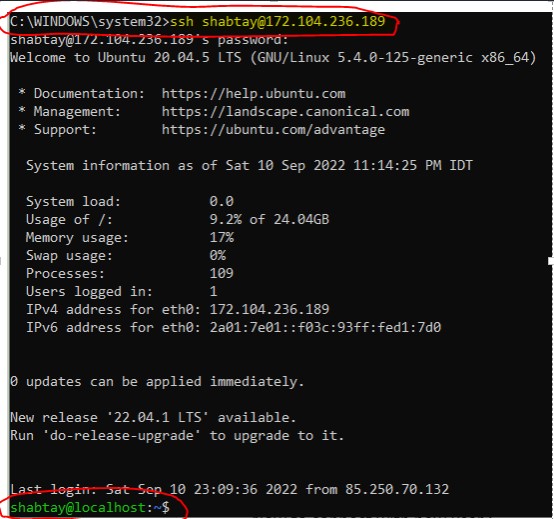 C:\WINDOWS\system32>ssh shabtay@172.104.236.189
shabtay@172.104.236.189's password:
Welcome to Ubuntu 20.04.5 LTS (GNU/Linux 5.4.0-125-generic x86_64)
* Documentation:  https://help.ubuntu.com
* Management:     https://landscape.canonical.com
* Support:        https://ubuntu.com/advantage
System information as of Sat 10 Sep 2022 11:14:25 PM IDT
System load:           0.0
Usage of /:            9.2% of 24.04GB
Memory usage:          17%
Swap usage:            0%
Processes:             109
Users logged in:       1
IPv4 address for eth0: 172.104.236.189
IPv6 address for eth0: 2a01:7e01::f03c:93ff:fed1:7d0
0 updates can be applied immediately.
New release '22.04.1 LTS' available.
Run 'do-release-upgrade' to upgrade to it.
Last login: Sat Sep 10 23:09:36 2022 from 85.250.70.132
shabtay@localhost:~$